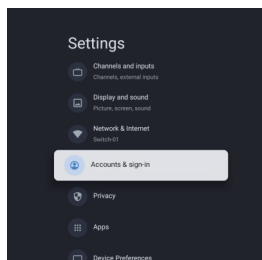 Settings
Channels and inputs
Channels, external inputs
Display and sound
Picture, screen, sound
Network & Internet
Switch-01
Accounts & sign-in
Privacy
Apps
Device Preferences